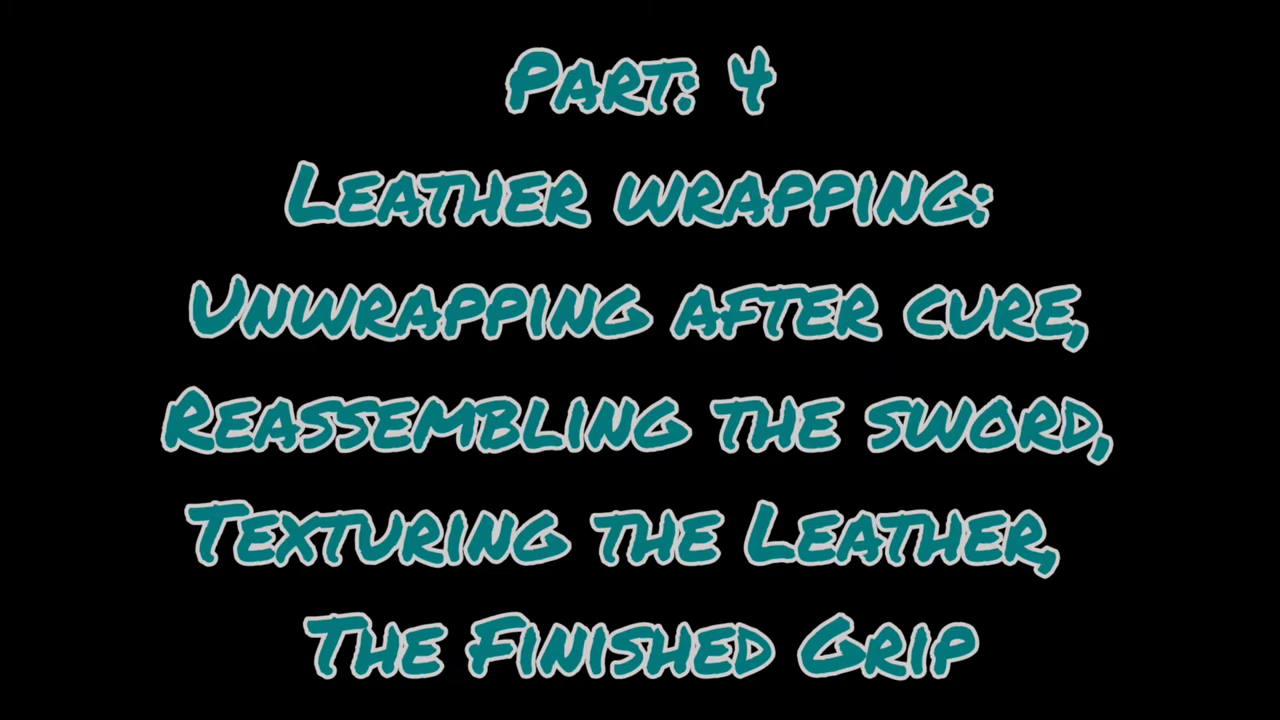 Part: 4
Leather wrapping:
Unwrapping after cure,
Reassembling the sword,
Texturing the Leather,
The Finished Grip